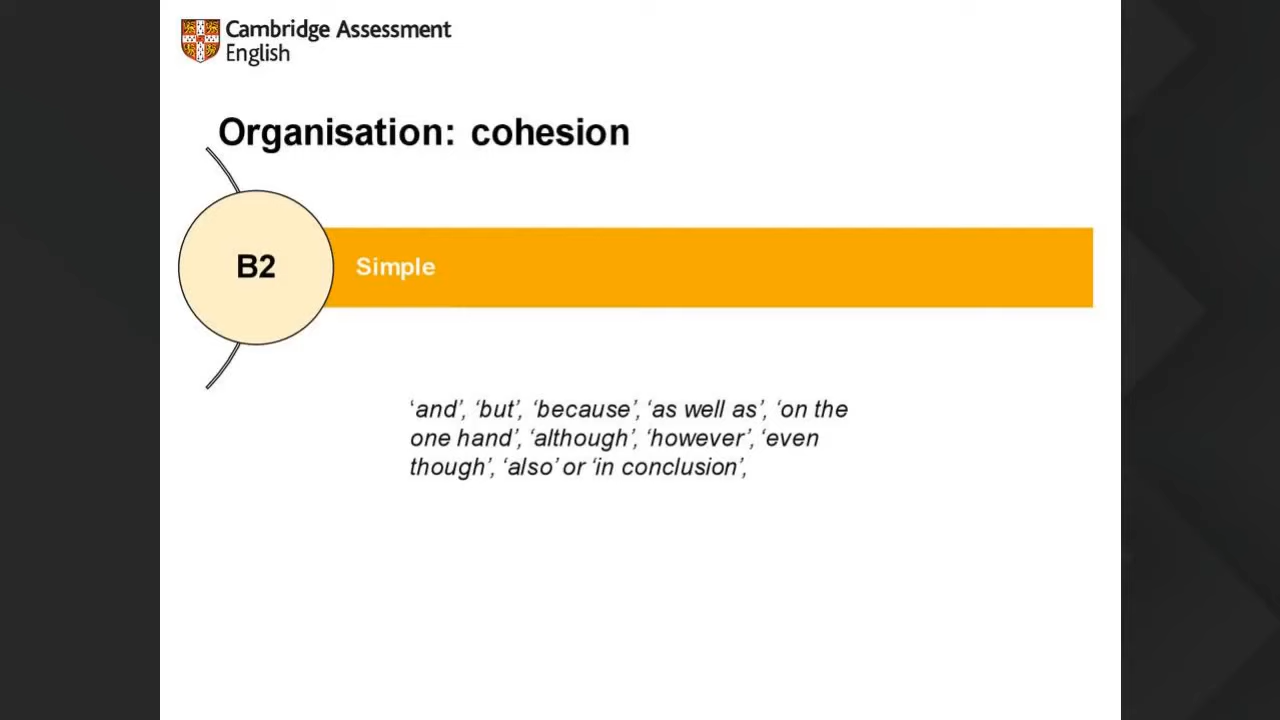 Cambridge Assessment
English
Organisation: cohesion
B2
Simple
‘and’, ‘but’, ‘because’, ‘as well as’, ‘on the
one hand’, ‘although’, ‘however’, ‘even
though’, ‘also’ or ‘in conclusion’,